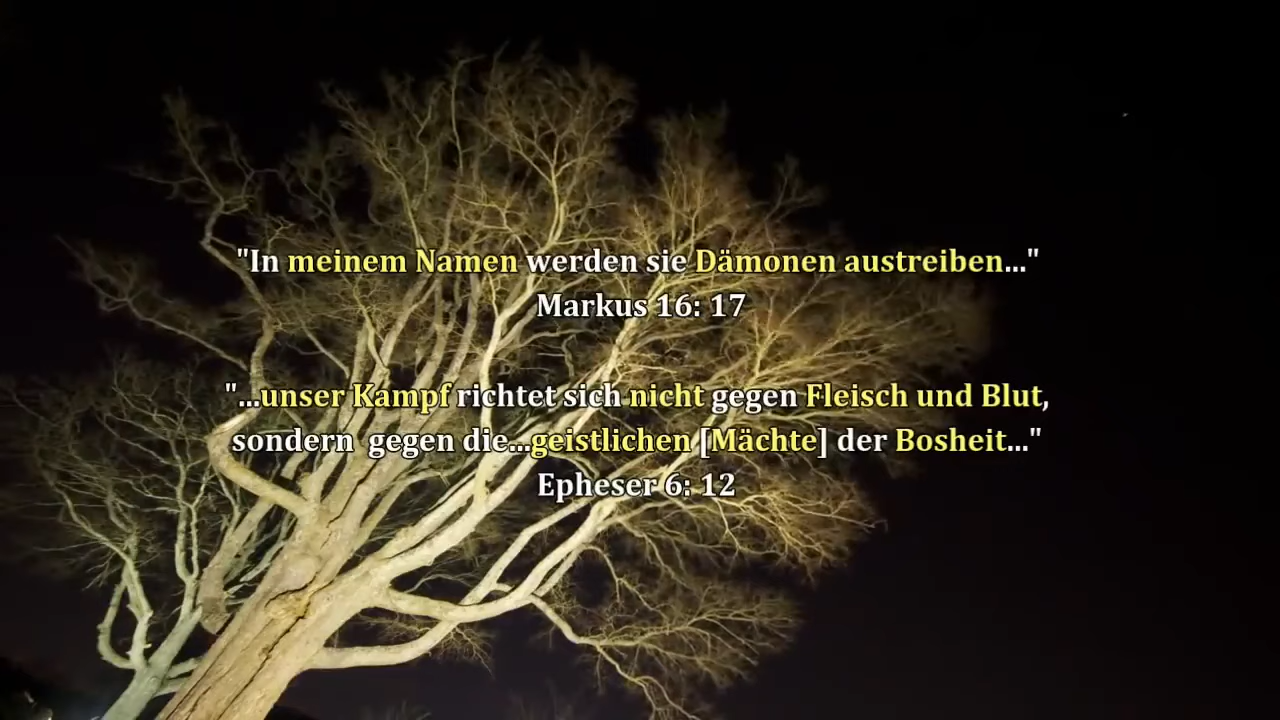 "In meinem Namen werden sie Dämonen austreiben..."
Markus 16: 17
"...unser Kampf richtet sich nicht gegen Fleisch und Blut,
sondern  gegen die...geistlichen [Mächte] der Bosheit..."
Epheser 6: 12